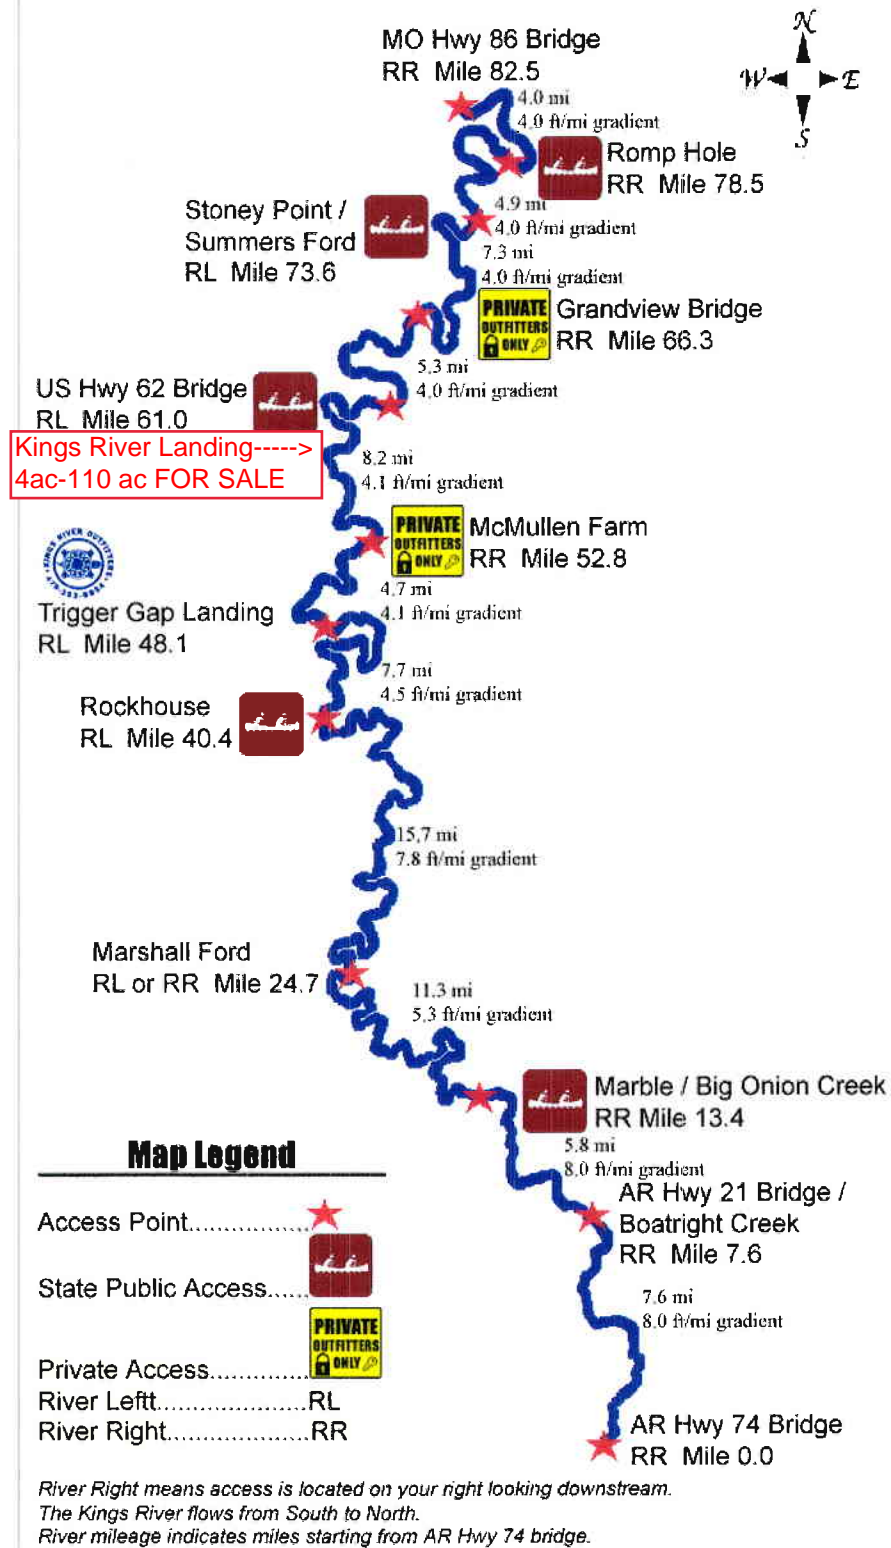 N
W E
S
MO Hwy 86 Bridge
RR Mile 82.5
4.0 mi
4.0 ft/mi gradient
Romp Hole
RR Mile 78.5
4.9 mi
4.0 ft/mi gradient
Stoney Point /
Summers Ford
RL Mile 73.6
7.3 mi
4.0 ft/mi gradient
PRIVATE
OUTFITTERS
ONLY
Grandview Bridge
RR Mile 66.3
5.3 mi
4.0 ft/mi gradient
US Hwy 62 Bridge
RL Mile 61.0
Kings River Landing----->
4ac-110 ac FOR SALE
8.2 mi
4.1 ft/mi gradient
PRIVATE
OUTFITTERS
ONLY
McMullen Farm
RR Mile 52.8
KINGS RIVER OUTFITTERS
4.7 mi
4.1 ft/mi gradient
Trigger Gap Landing
RL Mile 48.1
7.7 mi
4.5 ft/mi gradient
Rockhouse
RL Mile 40.4
15.7 mi
7.8 ft/mi gradient
Marshall Ford
RL or RR Mile 24.7
11.3 mi
5.3 ft/mi gradient
Marble / Big Onion Creek
RR Mile 13.4
5.8 mi
8.0 ft/mi gradient
AR Hwy 21 Bridge /
Boatright Creek
RR Mile 7.6
7.6 mi
8.0 ft/mi gradient
AR Hwy 74 Bridge
RR Mile 0.0
Map Legend
Access Point..................
State Public Access......
PRIVATE
OUTFITTERS
ONLY
Private Access..............
River Leftt.....................RL
River Right....................RR
River Right means access is located on your right looking downstream.
The Kings River flows from South to North.
River mileage indicates miles starting from AR Hwy 74 bridge.